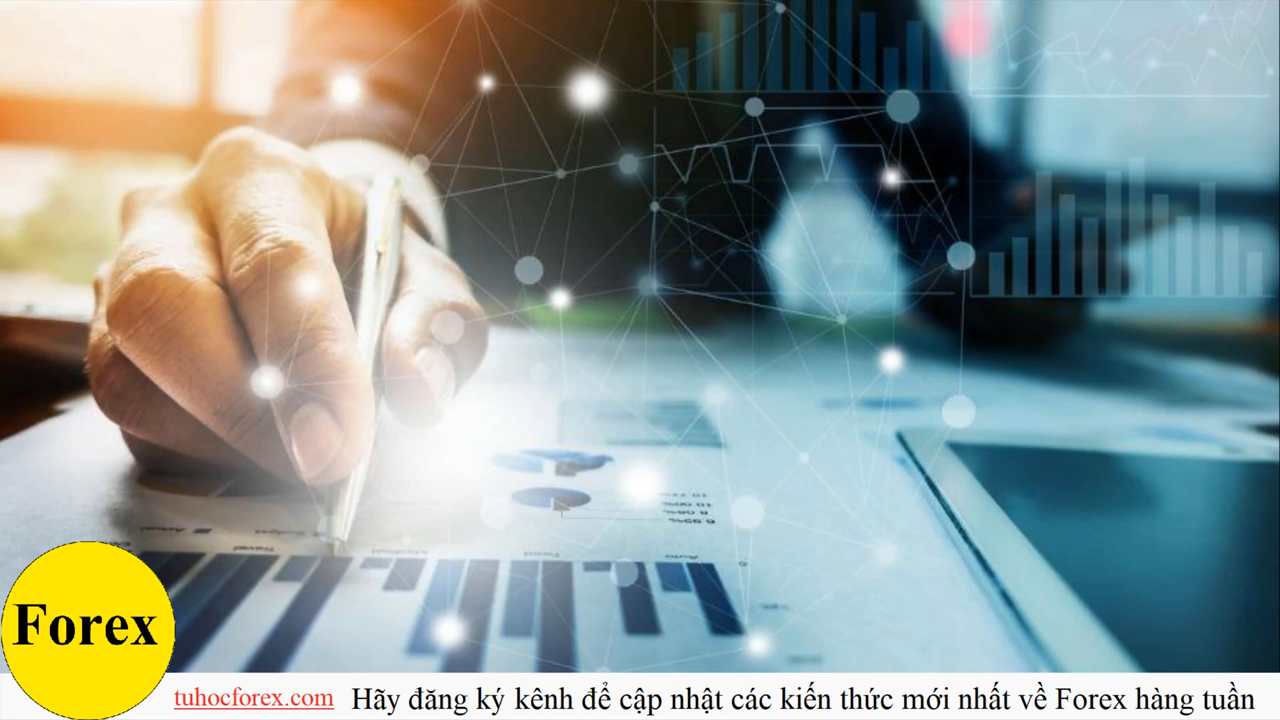 Forex
tuhocforex.com Hãy đăng ký kênh để cập nhật các kiến thức mới nhất về Forex hàng tuần